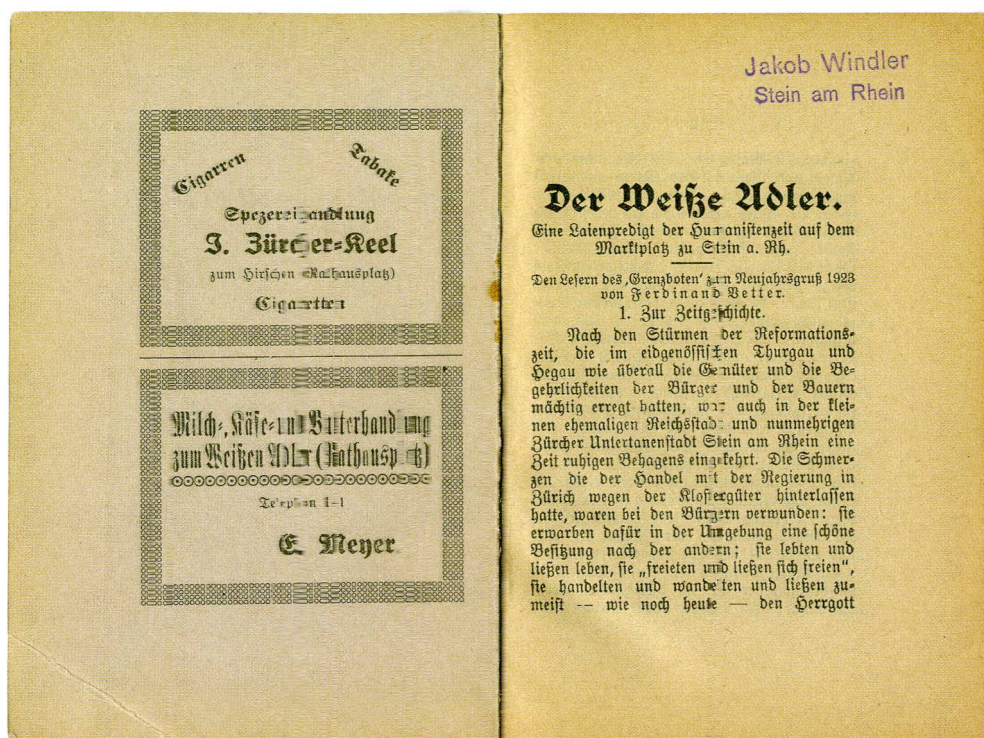 Cigarren
Tabake
Spezereihandlung
J. Zürcher-Keel
zum Hirschen (Rathausplatz)
Cigaretten
Milch-, Käse- und Butterhandlung
zum Weißen Adler (Rathausplatz)
Telephon
E. Meyer
Jakob Windler
Stein am Rhein
Der Weiße Adler.
Eine Laienpredigt der Humanistenzeit auf dem
Marktplatz zu Stein a. Rh.
Den Lesern des ‚Grenzboten‘ zum Neujahrsgruß 1923
von Ferdinand Vetter.
1. Zur Zeitgeschichte.
Nach den Stürmen der Reformations-
zeit, die im eidgenössischen Thurgau und
Hegau wie überall die Gemüter und die Be-
gehrlichkeiten der Bürger und der Bauern
mächtig erregt hatten, war auch in der klei-
nen ehemaligen Reichsstadt und nunmehrigen
Zürcher Untertanenstadt Stein am Rhein eine
Zeit ruhigen Behagens eingekehrt. Die Schmer-
zen die der Handel mit der Regierung in
Zürich wegen der Klostergüter hinterlassen
hatte, waren bei den Bürgern verwunden: sie
erwarben dafür in der Umgebung eine schöne
Besitzung nach der andern; sie lebten und
ließen leben, sie „freieten und ließen sich freien“,
sie handelten und wandelten und ließen zu-
meist — wie noch heute — den Herrgott